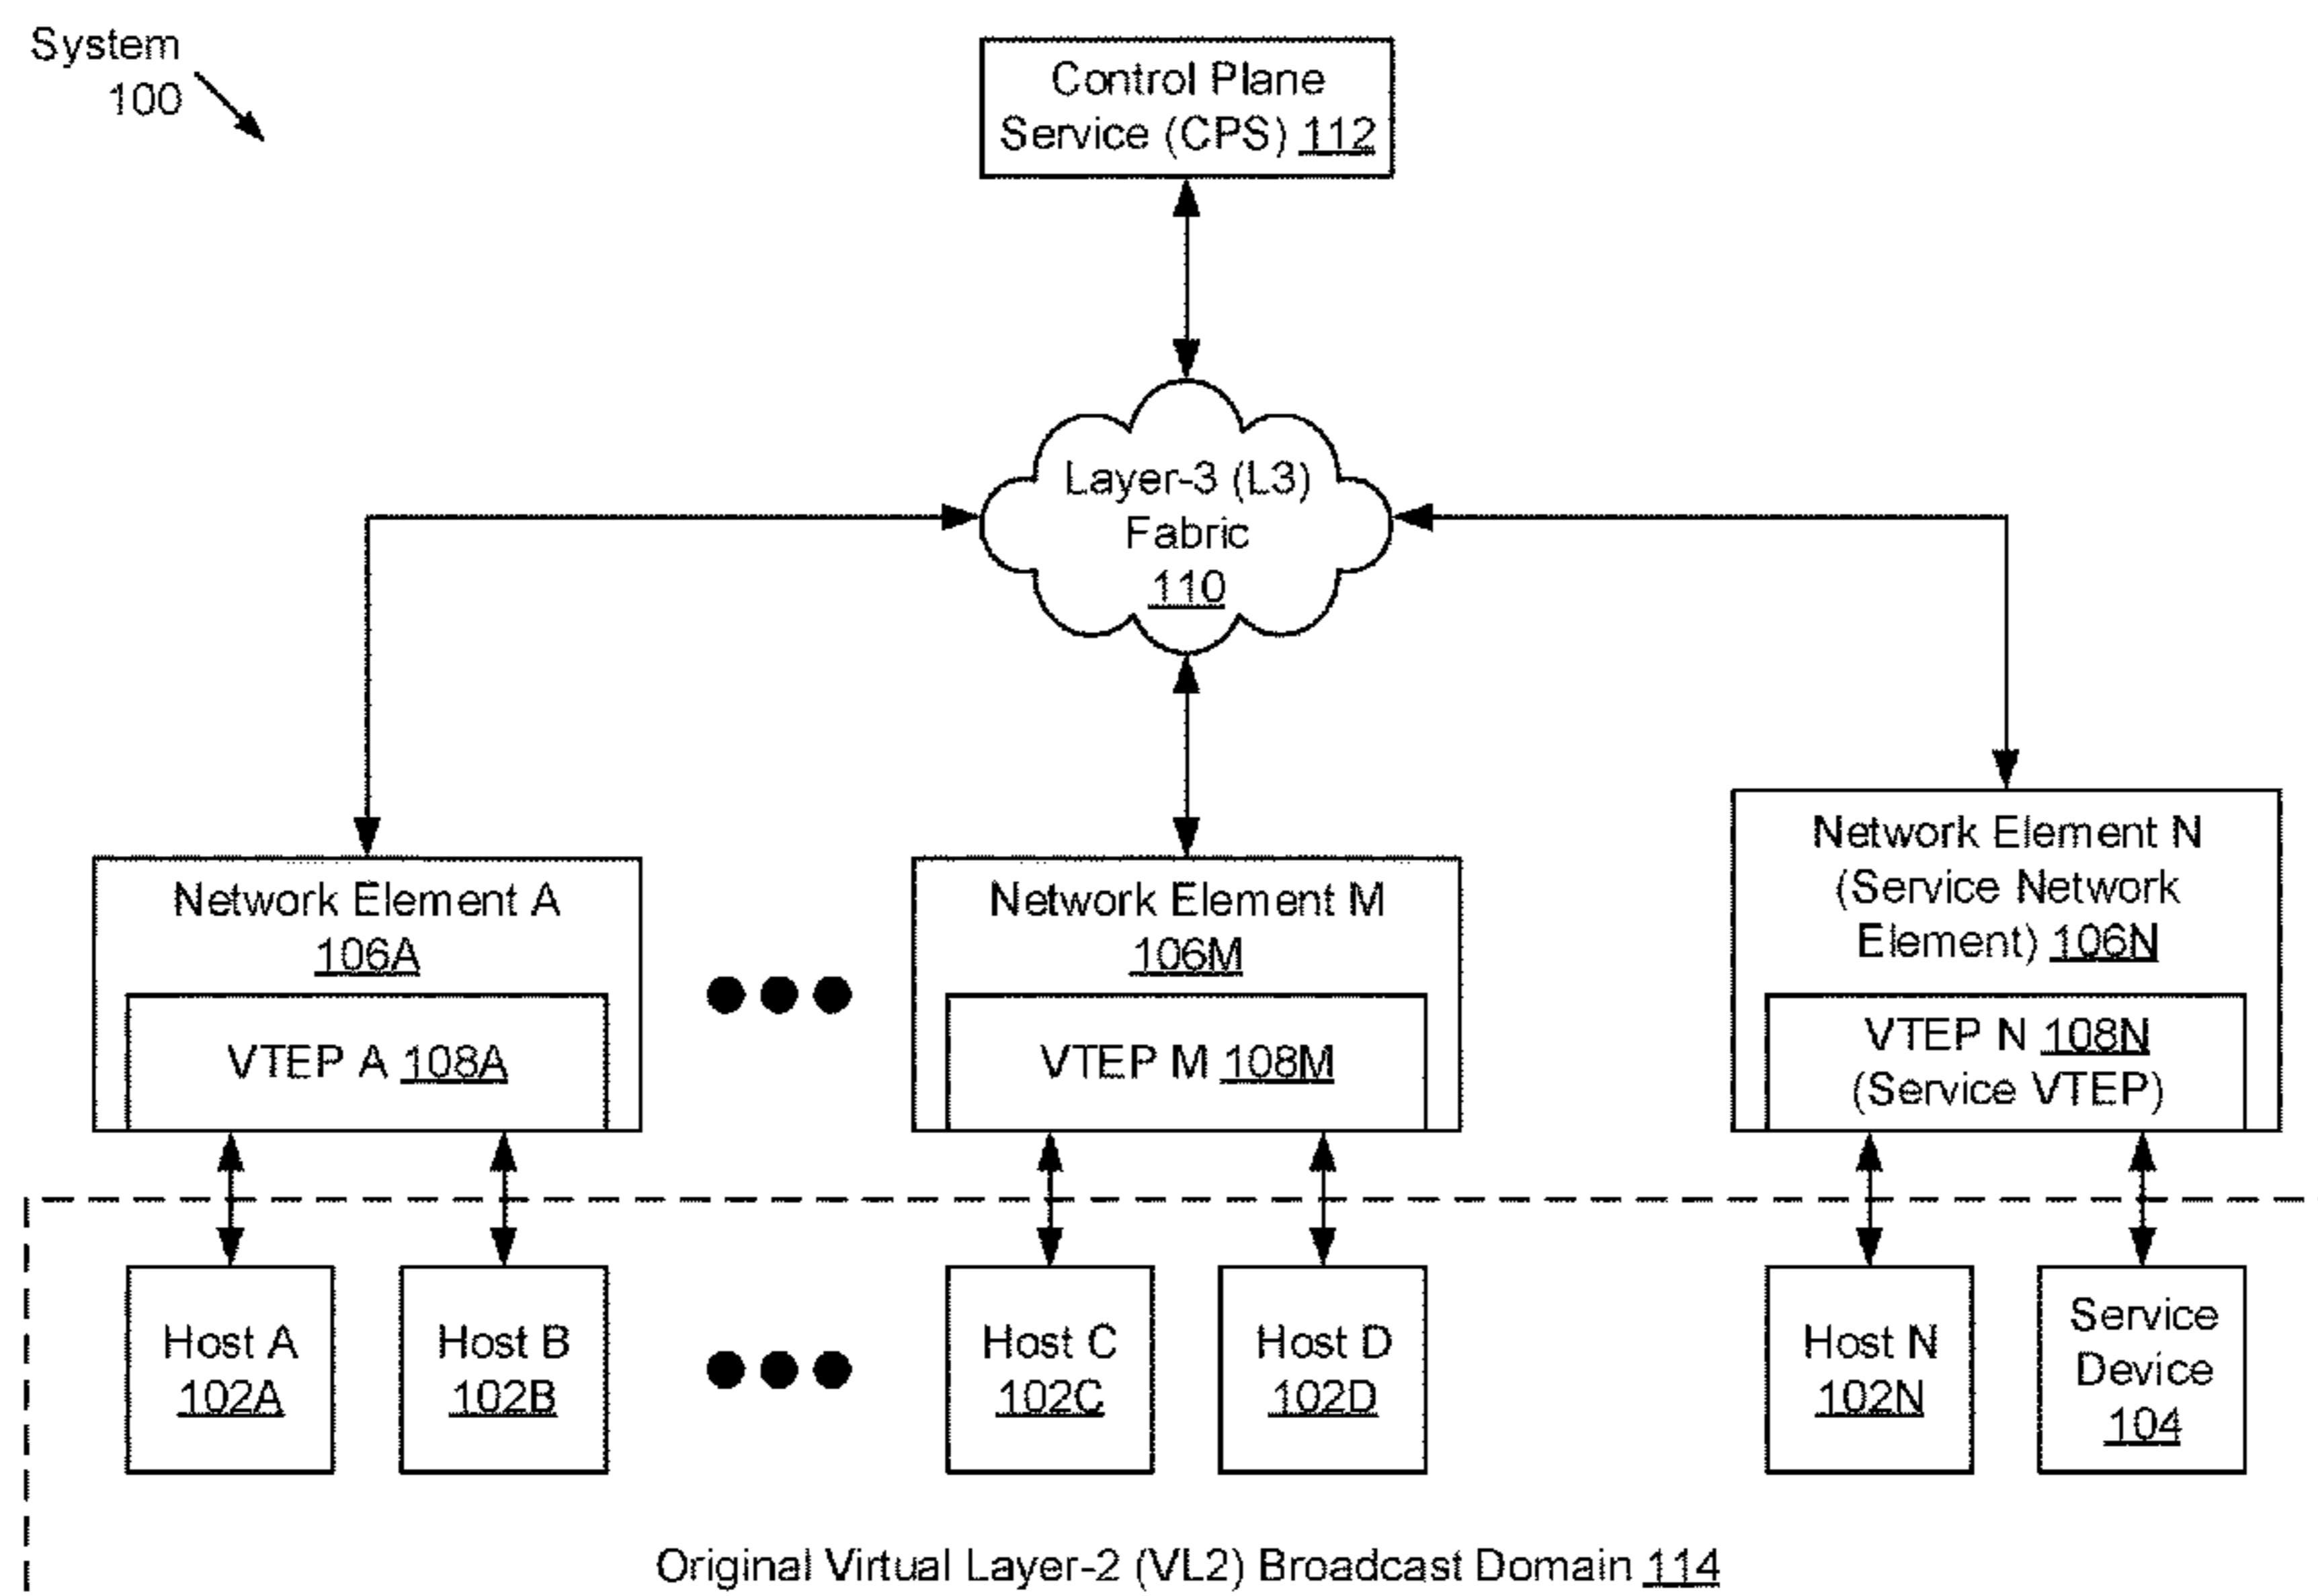 System
100
Control Plane
Service (CPS) 112
Layer-3 (L3)
Fabric
110
Network Element A
106A
VTEP A 108A
Network Element M
106M
VTEP M 108M
Network Element N
(Service Network
Element) 106N
VTEP N 108N
(Service VTEP)
Host A
102A
Host B
102B
Host C
102C
Host D
102D
Host N
102N
Service
Device
104
Original Virtual Layer-2 (VL2) Broadcast Domain 114